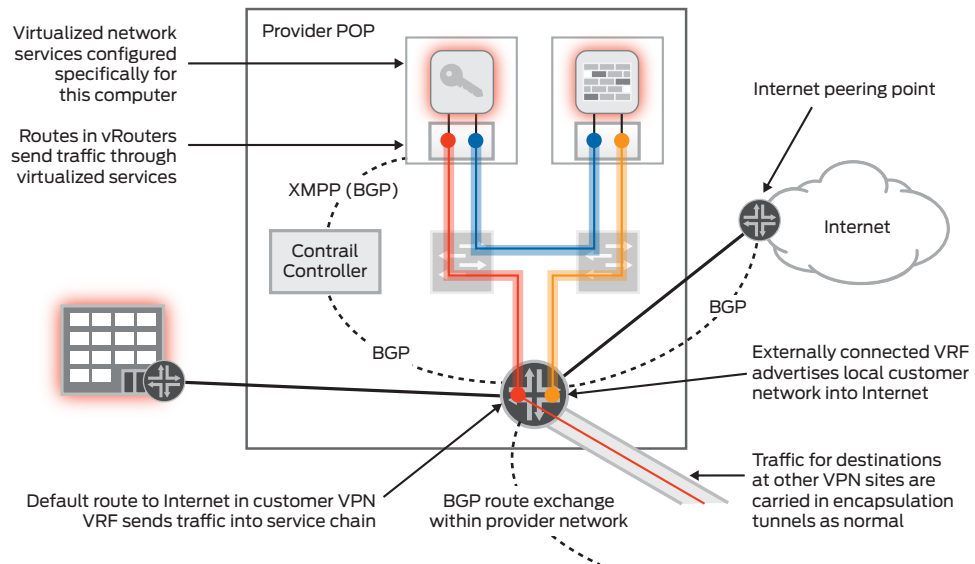 Virtualized network
services configured
specifically for
this computer
Provider POP
Internet peering point
Routes in vRouters
send traffic through
virtualized services
XMPP (BGP)
Contrail
Controller
Internet
BGP
BGP
Externally connected VRF
advertises local customer
network into Internet
Default route to Internet in customer VPN
VRF sends traffic into service chain
BGP route exchange
within provider network
Traffic for destinations
at other VPN sites are
carried in encapsulation
tunnels as normal